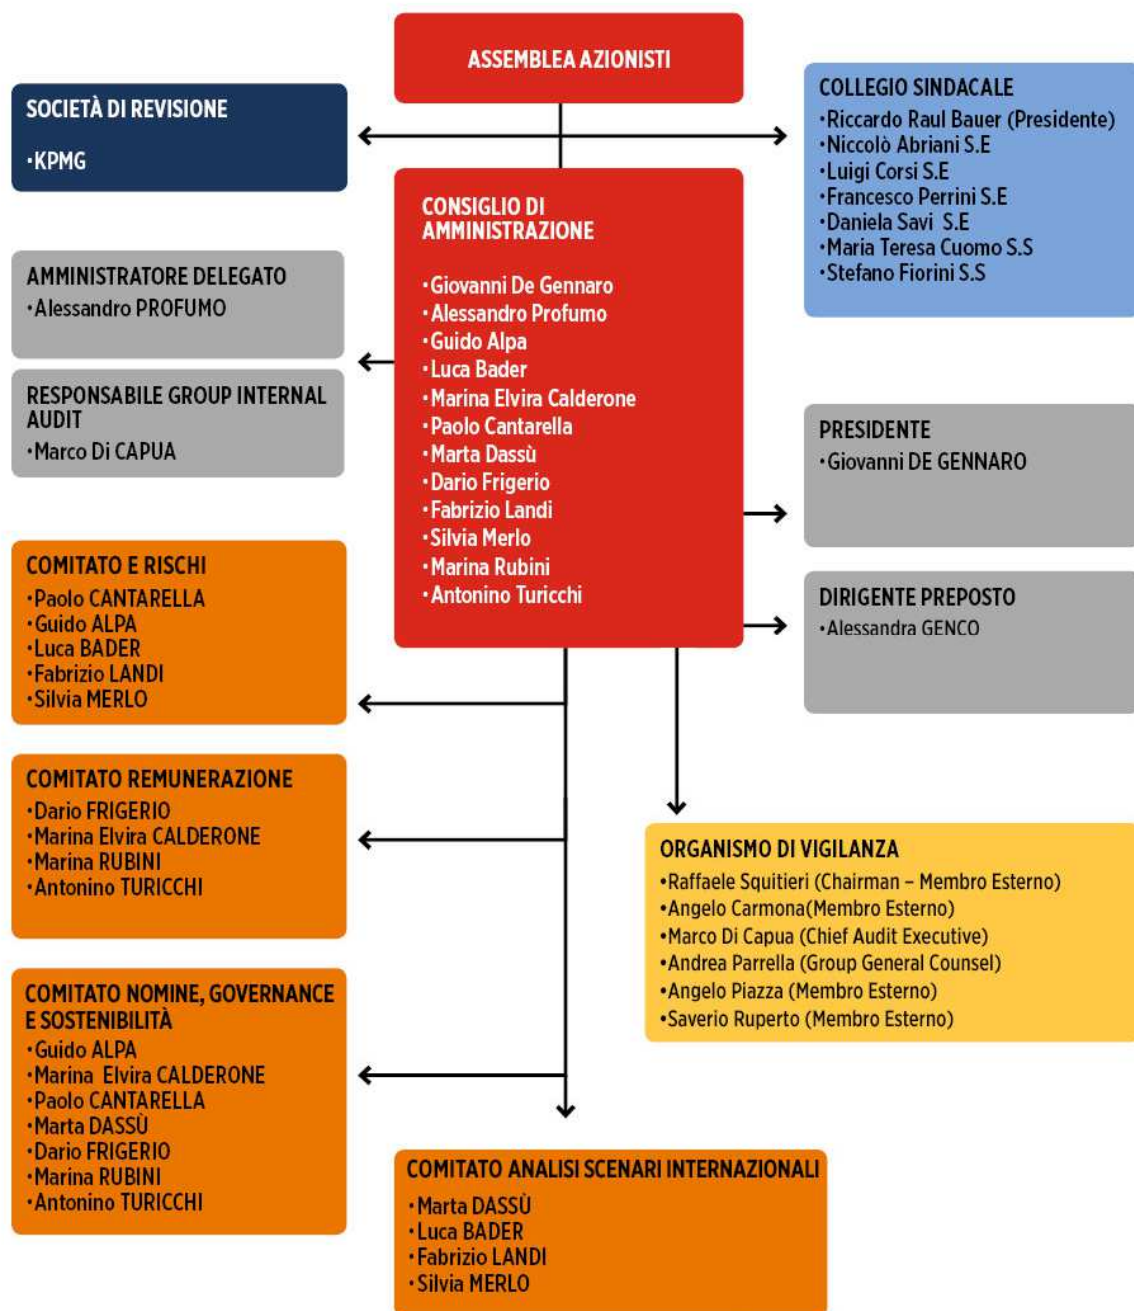 ASSEMBLEA AZIONISTI
SOCIETÀ DI REVISIONE
•KPMG
COLLEGIO SINDACALE
•Riccardo Raul Bauer (Presidente)
•Niccolò Abriani S.E
•Luigi Corsi S.E
•Francesco Perrini S.E
•Daniela Savi S.E
•Maria Teresa Cuomo S.S
•Stefano Fiorini S.S
CONSIGLIO DI
AMMINISTRAZIONE
•Giovanni De Gennaro
•Alessandro Profumo
•Guido Alpa
•Luca Bader
•Marina Elvira Calderone
•Paolo Cantarella
•Marta Dassù
•Dario Frigerio
•Fabrizio Landi
•Silvia Merlo
•Marina Rubini
•Antonino Turicchi
AMMINISTRATORE DELEGATO
•Alessandro PROFUMO
RESPONSABILE GROUP INTERNAL
AUDIT
•Marco Di CAPUA
PRESIDENTE
•Giovanni DE GENNARO
DIRIGENTE PREPOSTO
•Alessandra GENCO
COMITATO E RISCHI
•Paolo CANTARELLA
•Guido ALPA
•Luca BADER
•Fabrizio LANDI
•Silvia MERLO
COMITATO REMUNERAZIONE
•Dario FRIGERIO
•Marina Elvira CALDERONE
•Marina RUBINI
•Antonino TURICCHI
ORGANISMO DI VIGILANZA
•Raffaele Squitieri (Chairman – Membro Esterno)
•Angelo Carmona(Membro Esterno)
•Marco Di Capua (Chief Audit Executive)
•Andrea Parrella (Group General Counsel)
•Angelo Piazza (Membro Esterno)
•Saverio Ruperto (Membro Esterno)
COMITATO NOMINE, GOVERNANCE
E SOSTENIBILITÀ
•Guido ALPA
•Marina Elvira CALDERONE
•Paolo CANTARELLA
•Marta DASSÙ
•Dario FRIGERIO
•Marina RUBINI
•Antonino TURICCHI
COMITATO ANALISI SCENARI INTERNAZIONALI
•Marta DASSÙ
•Luca BADER
•Fabrizio LANDI
•Silvia MERLO